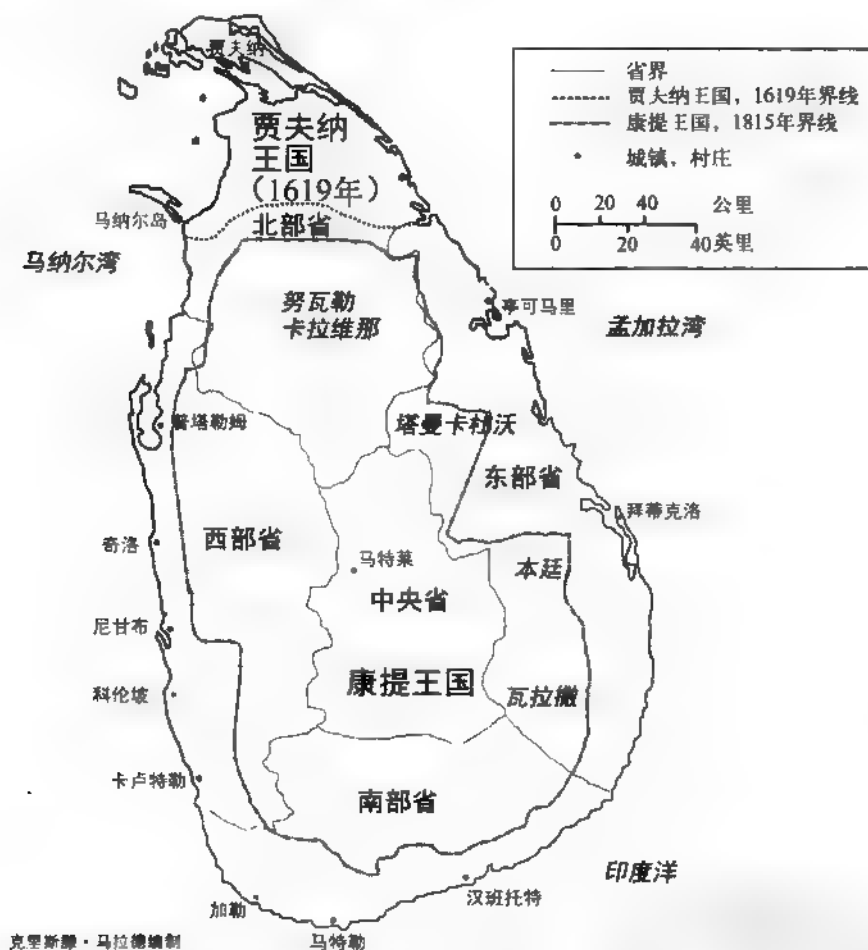 贾夫纳
省界
贾夫纳王国，1619年界线
康提王国，1815年界线
城镇，村庄
0 20 40 公里
0 20 40英里
贾夫纳
王国
（1619年）
马纳尔岛
北部省
马纳尔湾
努瓦勒
卡拉维那
亭可马里
孟加拉湾
普塔勒姆
塔曼卡杜沃
东部省
拜蒂克洛
奇洛
西部省
马特莱
本廷
中央省
尼甘布
康提王国
科伦坡
瓦拉撒
卡卢特勒
南部省
印度洋
汉班托特
加勒
马特勒
克里斯滕·马拉德编制